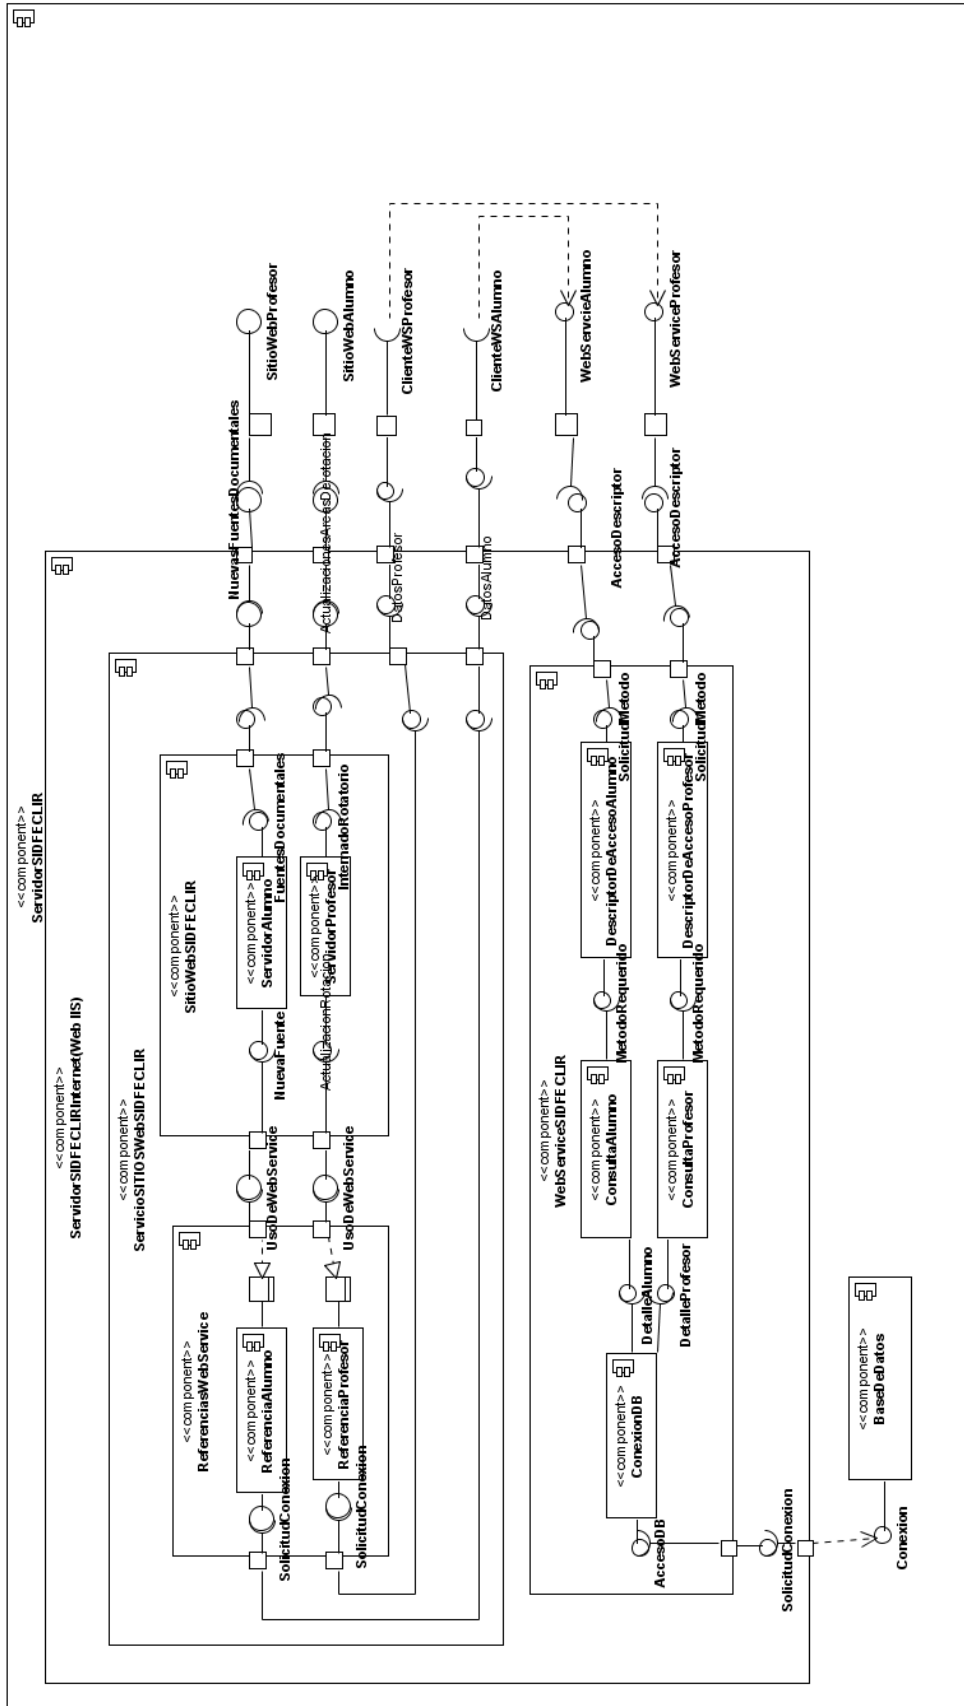 <<component>>
ServidorSIDFECLIR
<<component>>
ServidorSIDFECLIRInternet(Web IIS)
<<component>>
ServicioSITIOSWebSIDFECLIR
<<component>>
SitioWebSIDFECLIR
<<component>>
ReferenciasWebService
SitioWebProfesor
SitioWebAlumno
ClienteWSProfesor
ClienteWSAlumno
WebServcieAlumno
WebServiceProfesor
NuevasFuentesDocumentales
ActualizacionesAreasDerotacion
DatosProfesor
DatosAlumno
AccesoDescriptor
AccesoDescriptor
FuentesDocumentales
InternadoRotatorio
<<component>>
ServidorAlumno
<<component>>
ServidorProfesor
NuevaFuente
ActualizacionRotacion
UsoDeWebService
UsoDeWebService
<<component>>
ReferenciaAlumno
<<component>>
ReferenciaProfesor
SolicitudConexion
SolicitudConexion
<<component>>
WebServiceSIDFECLIR
SolicitudMetodo
SolicitudMetodo
<<component>>
DescriptorDeAccesoAlumno
<<component>>
DescriptorDeAccesoProfesor
MetodoRequerido
MetodoRequerido
<<component>>
ConsultaAlumno
<<component>>
ConsultaProfesor
DetalleAlumno
DetalleProfesor
<<component>>
ConexionDB
AccesoDB
SolicitudConexion
<<component>>
BaseDeDatos
Conexion